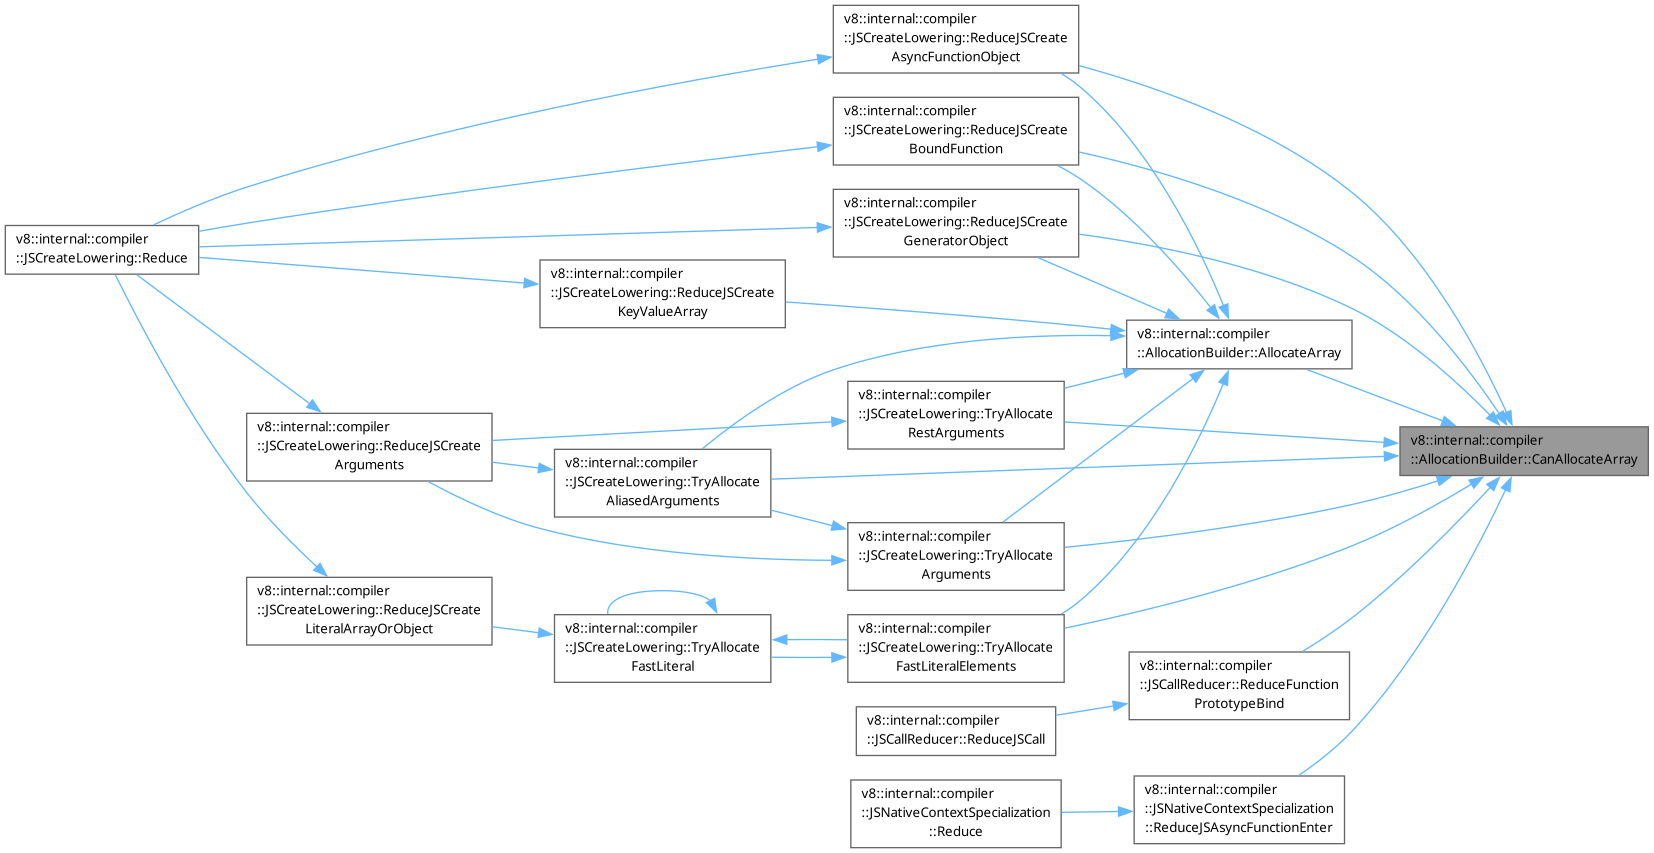 v8::internal::compiler
::JSCreateLowering::ReduceJSCreate
AsyncFunctionObject
v8::internal::compiler
::JSCreateLowering::ReduceJSCreate
BoundFunction
v8::internal::compiler
::JSCreateLowering::ReduceJSCreate
GeneratorObject
v8::internal::compiler
::JSCreateLowering::Reduce
v8::internal::compiler
::JSCreateLowering::ReduceJSCreate
KeyValueArray
v8::internal::compiler
::AllocationBuilder::AllocateArray
v8::internal::compiler
::JSCreateLowering::TryAllocate
RestArguments
v8::internal::compiler
::JSCreateLowering::ReduceJSCreate
Arguments
v8::internal::compiler
::AllocationBuilder::CanAllocateArray
v8::internal::compiler
::JSCreateLowering::TryAllocate
AliasedArguments
v8::internal::compiler
::JSCreateLowering::TryAllocate
Arguments
v8::internal::compiler
::JSCreateLowering::ReduceJSCreate
LiteralArrayOrObject
v8::internal::compiler
::JSCreateLowering::TryAllocate
FastLiteral
v8::internal::compiler
::JSCreateLowering::TryAllocate
FastLiteralElements
v8::internal::compiler
::JSCallReducer::ReduceFunction
PrototypeBind
v8::internal::compiler
::JSCallReducer::ReduceJSCall
v8::internal::compiler
::JSNativeContextSpecialization
::Reduce
v8::internal::compiler
::JSNativeContextSpecialization
::ReduceJSAsyncFunctionEnter